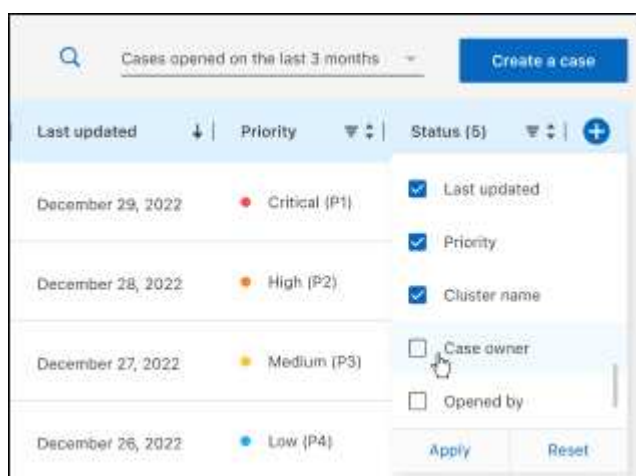 Cases opened on the last 3 months
Create a case
Last updated Priority Status (5)
December 29, 2022 Critical (P1) Last updated
Priority
December 28, 2022 High (P2) Cluster name
Case owner
December 27, 2022 Medium (P3)
Opened by
December 26, 2022 Low (P4) Apply Reset